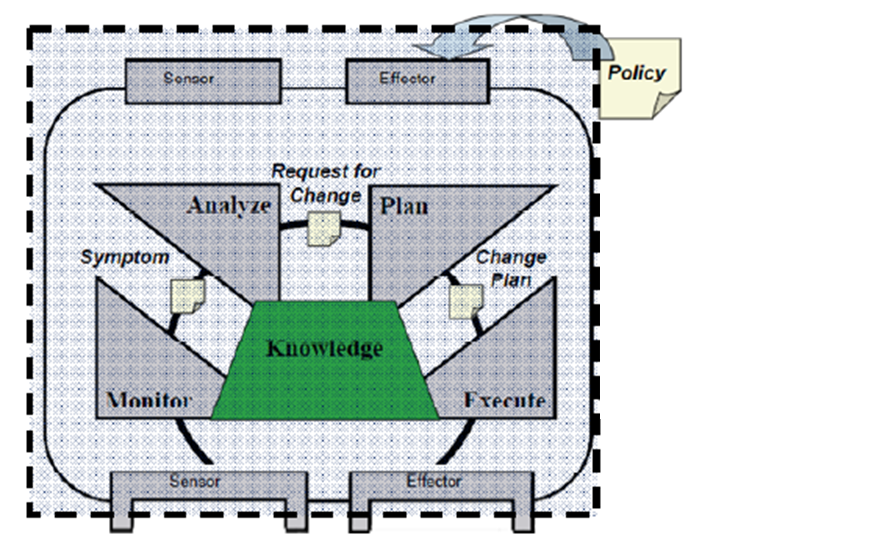 Sensor
Effector
Policy
Request for
Change
Analyze
Plan
Symptom
Change
Plan
Knowledge
Monitor
Execute
Sensor
Effector